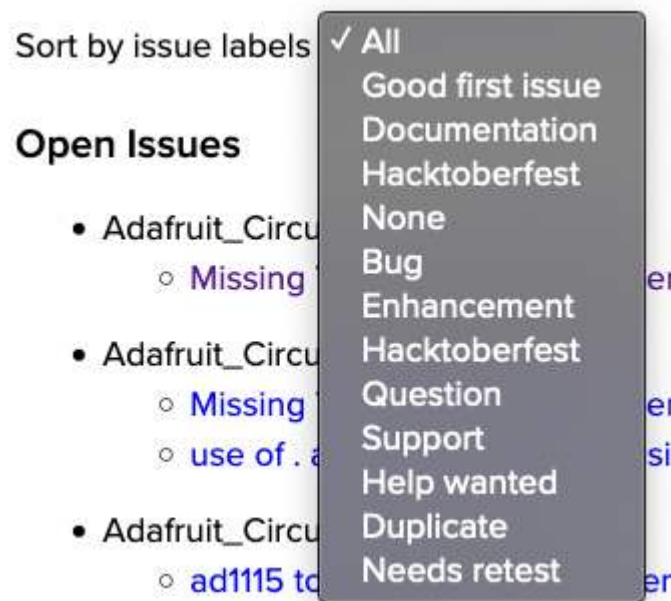 Sort by issue labels ✓ All
Good first issue
Documentation
Hacktoberfest
None
Bug
Enhancement
Hacktoberfest
Question
Support
Help wanted
Duplicate
Needs retest
Open Issues
• Adafruit_Circu
○ Missing
• Adafruit_Circu
○ Missing
○ use of .
• Adafruit_Circu
○ ad1115